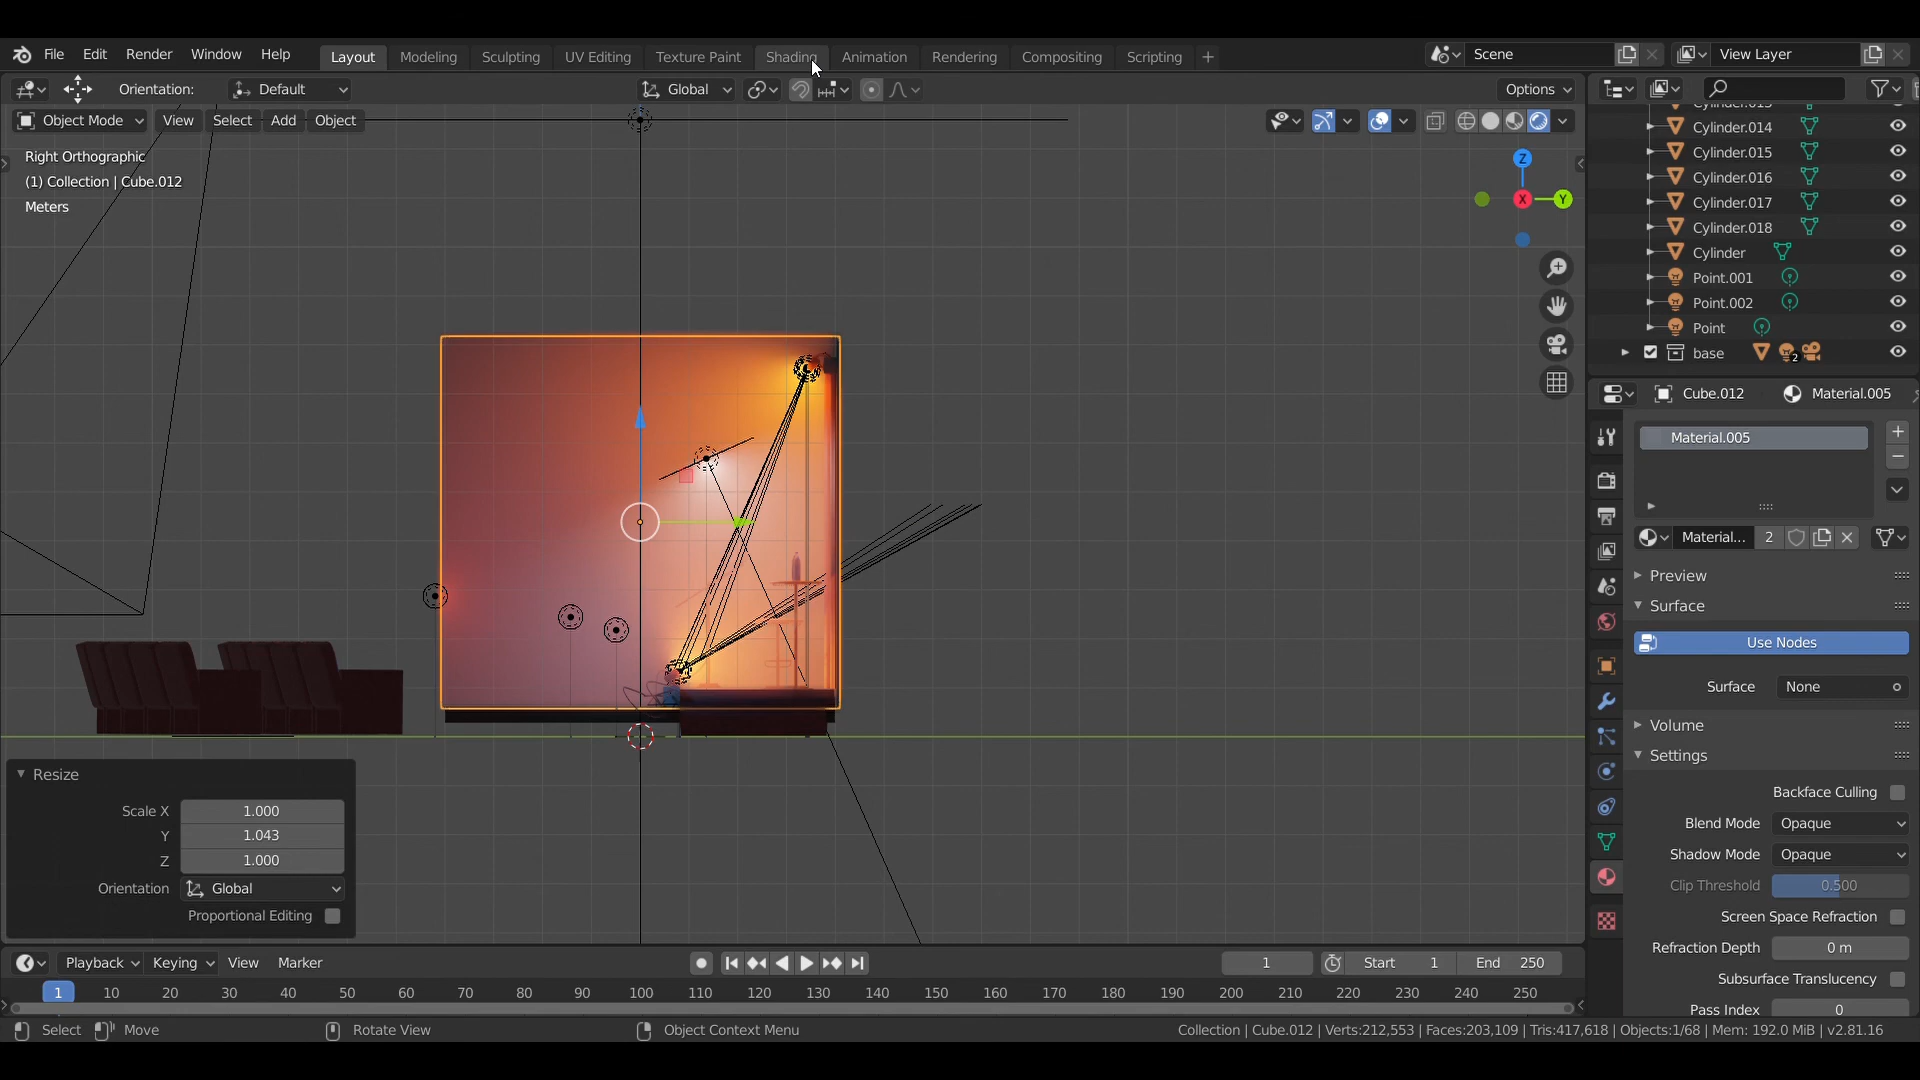 File Edit Render Window Help Layout Modeling Sculpting UV Editing Texture Paint Shading Animation Rendering Compositing Scripting + Scene View Layer
Orientation: Default Global Options
Object Mode View Select Add Object
Right Orthographic
(1) Collection | Cube.012
Meters
Z
X
Y
Cylinder.014
Cylinder.015
Cylinder.016
Cylinder.017
Cylinder.018
Cylinder
Point.001
Point.002
Point
base 2
Cube.012 Material.005
Material.005
Material... 2
Preview
Surface
Use Nodes
Surface None
Volume
Settings
Backface Culling
Blend Mode Opaque
Shadow Mode Opaque
Clip Threshold 0.500
Screen Space Refraction
Refraction Depth 0 m
Subsurface Translucency
Pass Index 0
Resize
Scale X 1.000
Y 1.043
Z 1.000
Orientation Global
Proportional Editing
Playback Keying View Marker 1 Start 1 End 250
1 10 20 30 40 50 60 70 80 90 100 110 120 130 140 150 160 170 180 190 200 210 220 230 240 250
Select Move Rotate View Object Context Menu Collection | Cube.012 | Verts:212,553 | Faces:203,109 | Tris:417,618 | Objects:1/68 | Mem: 192.0 MiB | v2.81.16